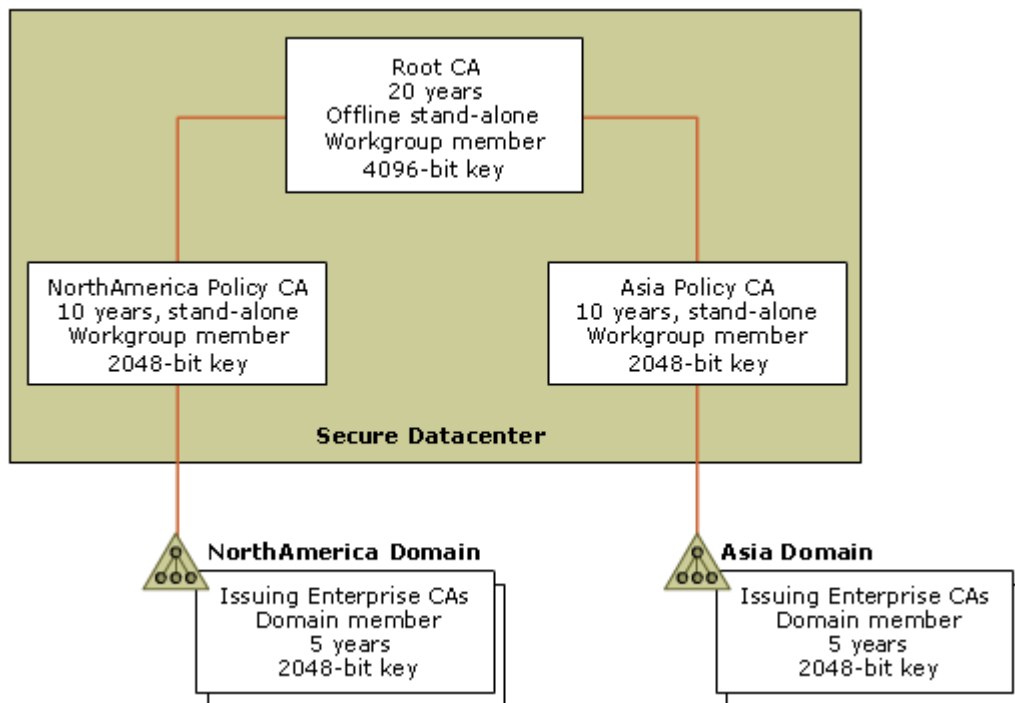 Root CA
20 years
Offline stand-alone
Workgroup member
4096-bit key
NorthAmerica Policy CA
10 years, stand-alone
Workgroup member
2048-bit key
Asia Policy CA
10 years, stand-alone
Workgroup member
2048-bit key
Secure Datacenter
NorthAmerica Domain
Issuing Enterprise CAs
Domain member
5 years
2048-bit key
Asia Domain
Issuing Enterprise CAs
Domain member
5 years
2048-bit key